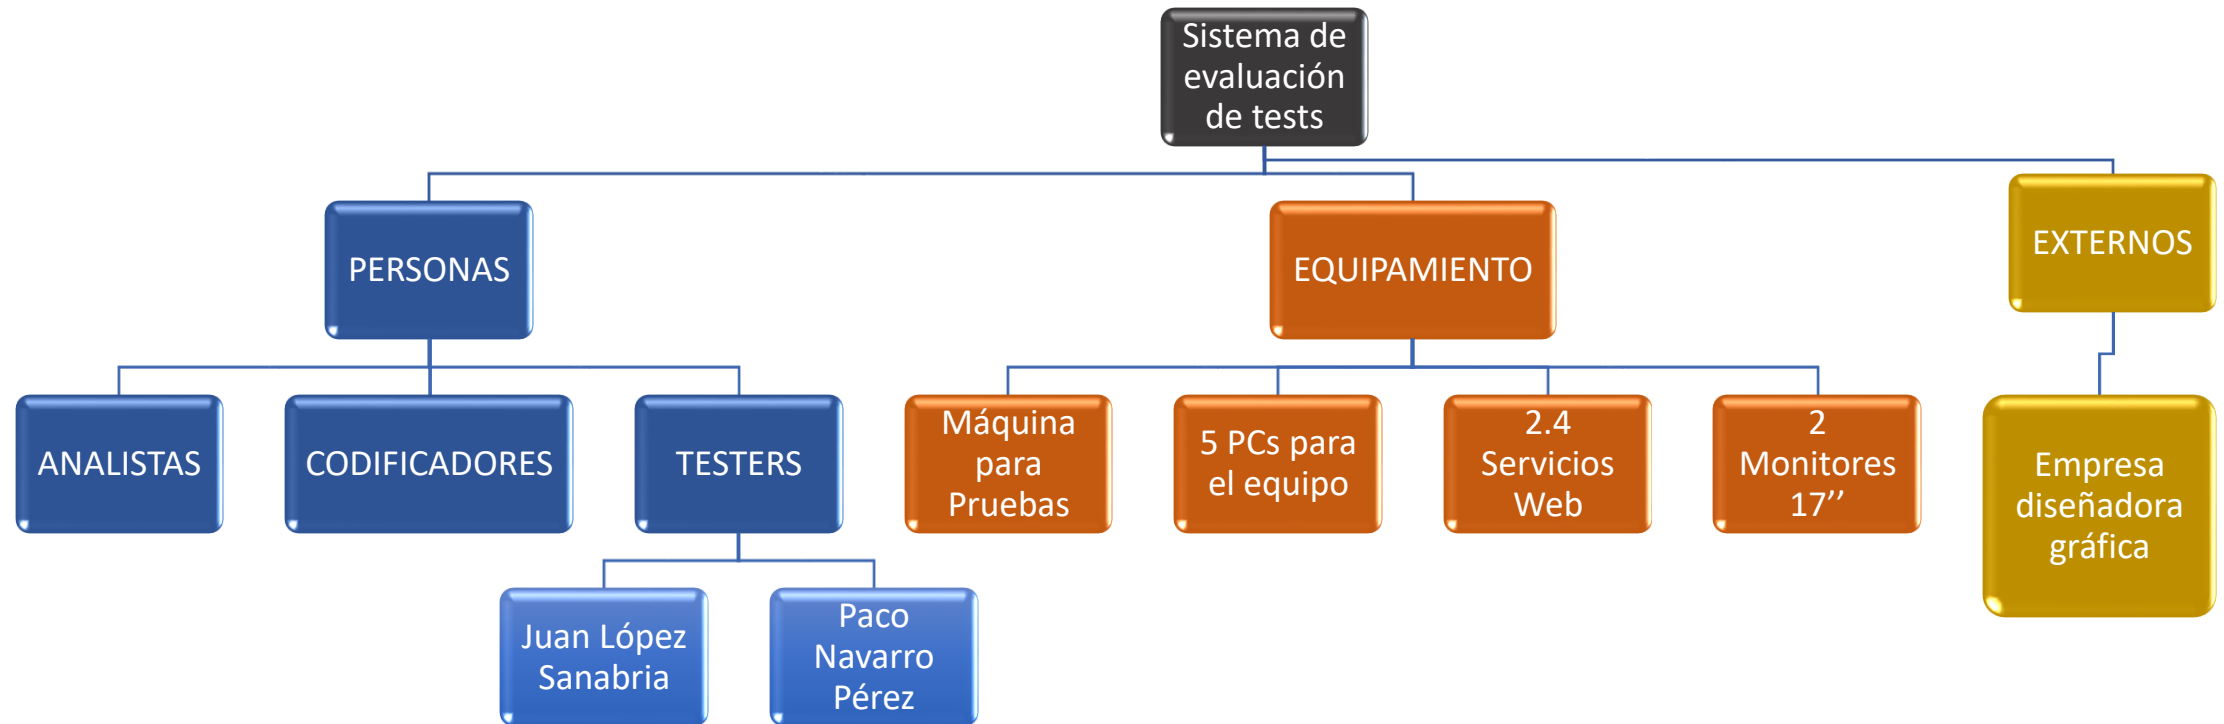 Sistema de
evaluación
de tests
PERSONAS
EQUIPAMIENTO
EXTERNOS
ANALISTAS
CODIFICADORES
TESTERS
Máquina
para
Pruebas
5 PCs para
el equipo
2.4
Servicios
Web
2
Monitores
17’’
Empresa
diseñadora
gráfica
Juan López
Sanabria
Paco
Navarro
Pérez